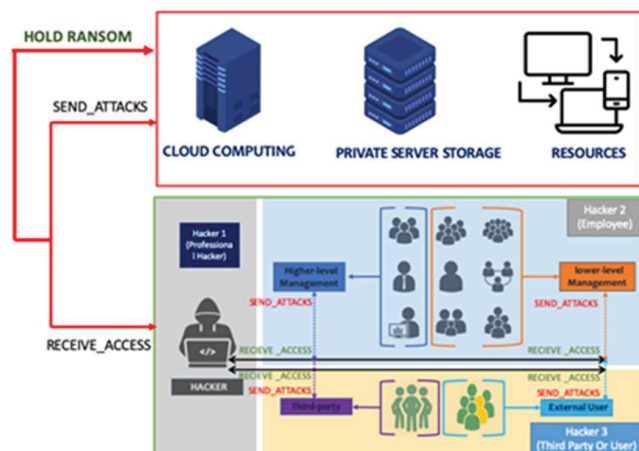 HOLD RANSOM
SEND_ATTACKS
CLOUD COMPUTING
PRIVATE SERVER STORAGE
RESOURCES
Hacker 1
(Professiona
l Hacker)
Hacker 2
(Employee)
Higher-level
Management
lower-level
Management
SEND_ATTACKS
SEND_ATTACKS
RECEIVE_ACCESS
</>
HACKER
RECIEVE _ACCESS
RECIEVE _ACCESS
RECIEVE _ACCESS
RECIEVE _ACCESS
SEND_ATTACKS
SEND_ATTACKS
Third-party
External User
Hacker 3
(Third Party Or User)